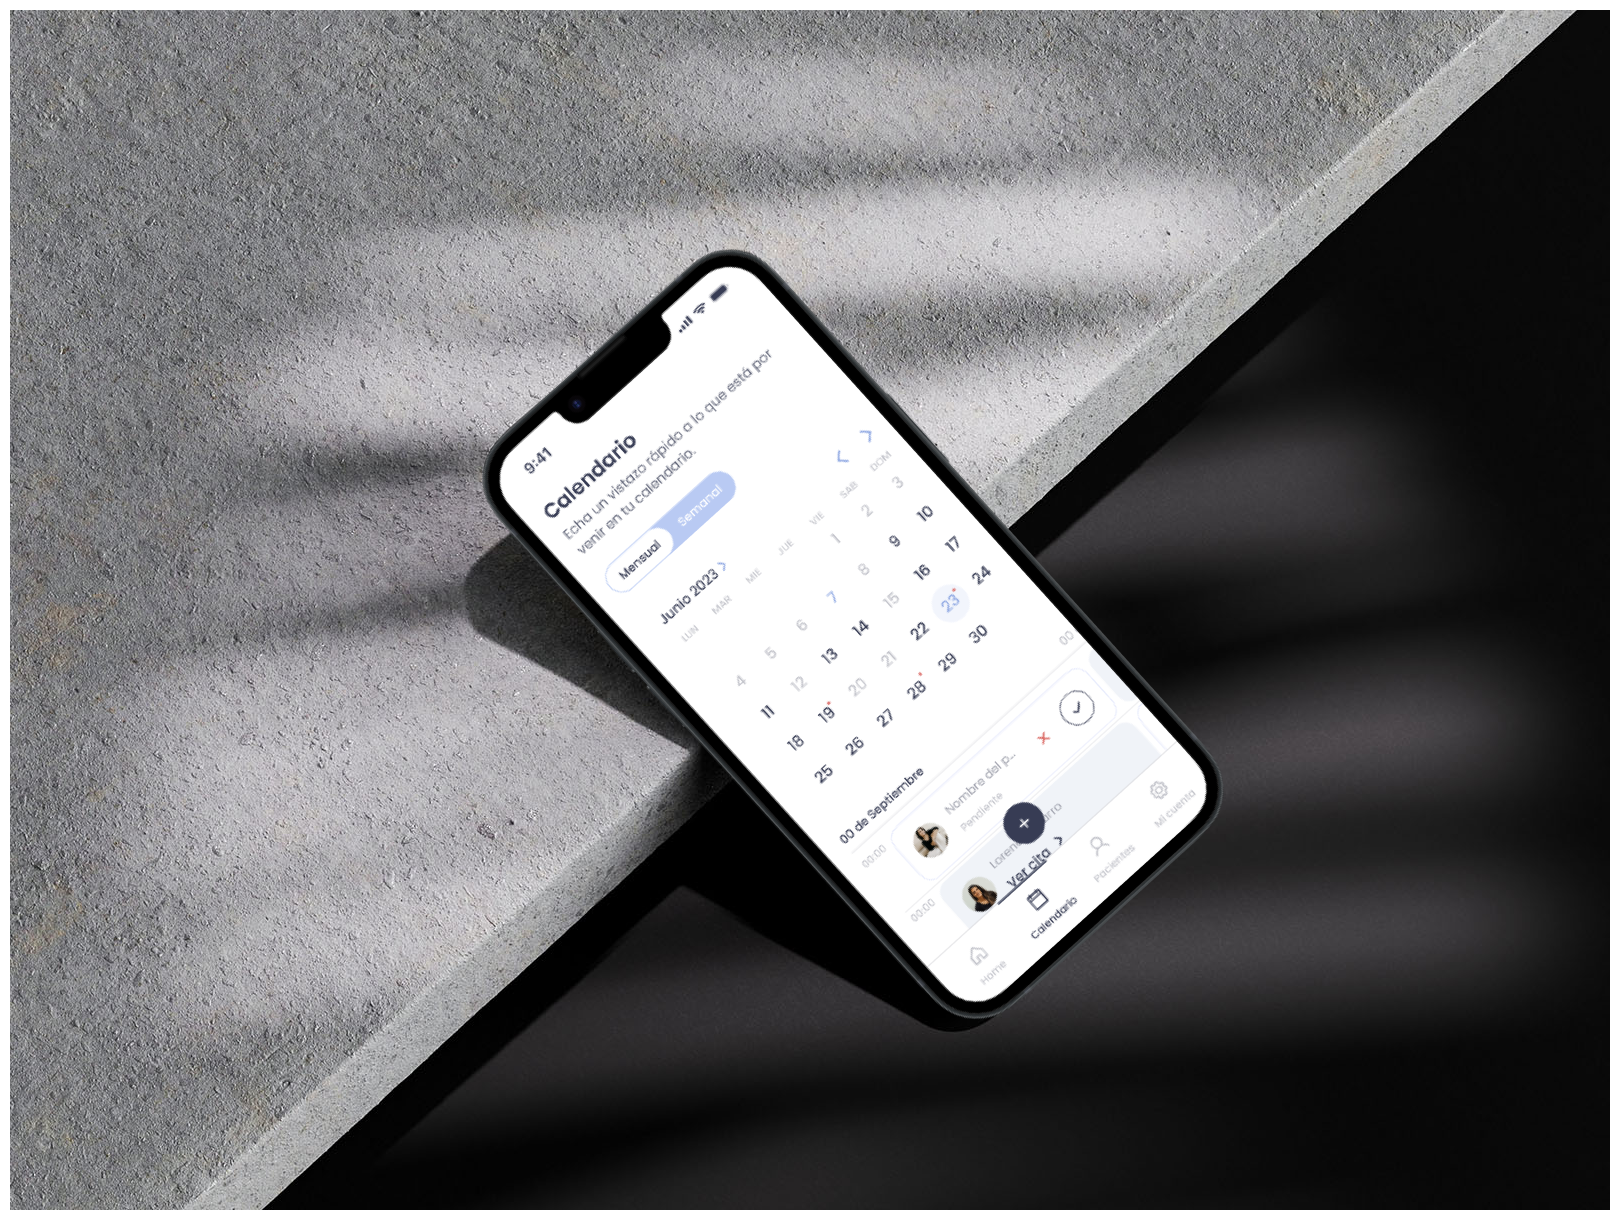 9:41
Calendario
Echa un vistazo rápido a lo que está por
venir en tu calendario.
Mensual Semanal
Junio 2023
LUN MAR MIE JUE VIE SAB DOM
1 2 3
4 5 6 7 8 9 10
11 12 13 14 15 16 17
18 19 20 21 22 23 24
25 26 27 28 29 30
00 de Septiembre
00
00:00
Nombre del p...
Pendiente
00:00
Ver cita
Home
Calendario
Pacientes
Mi cuenta